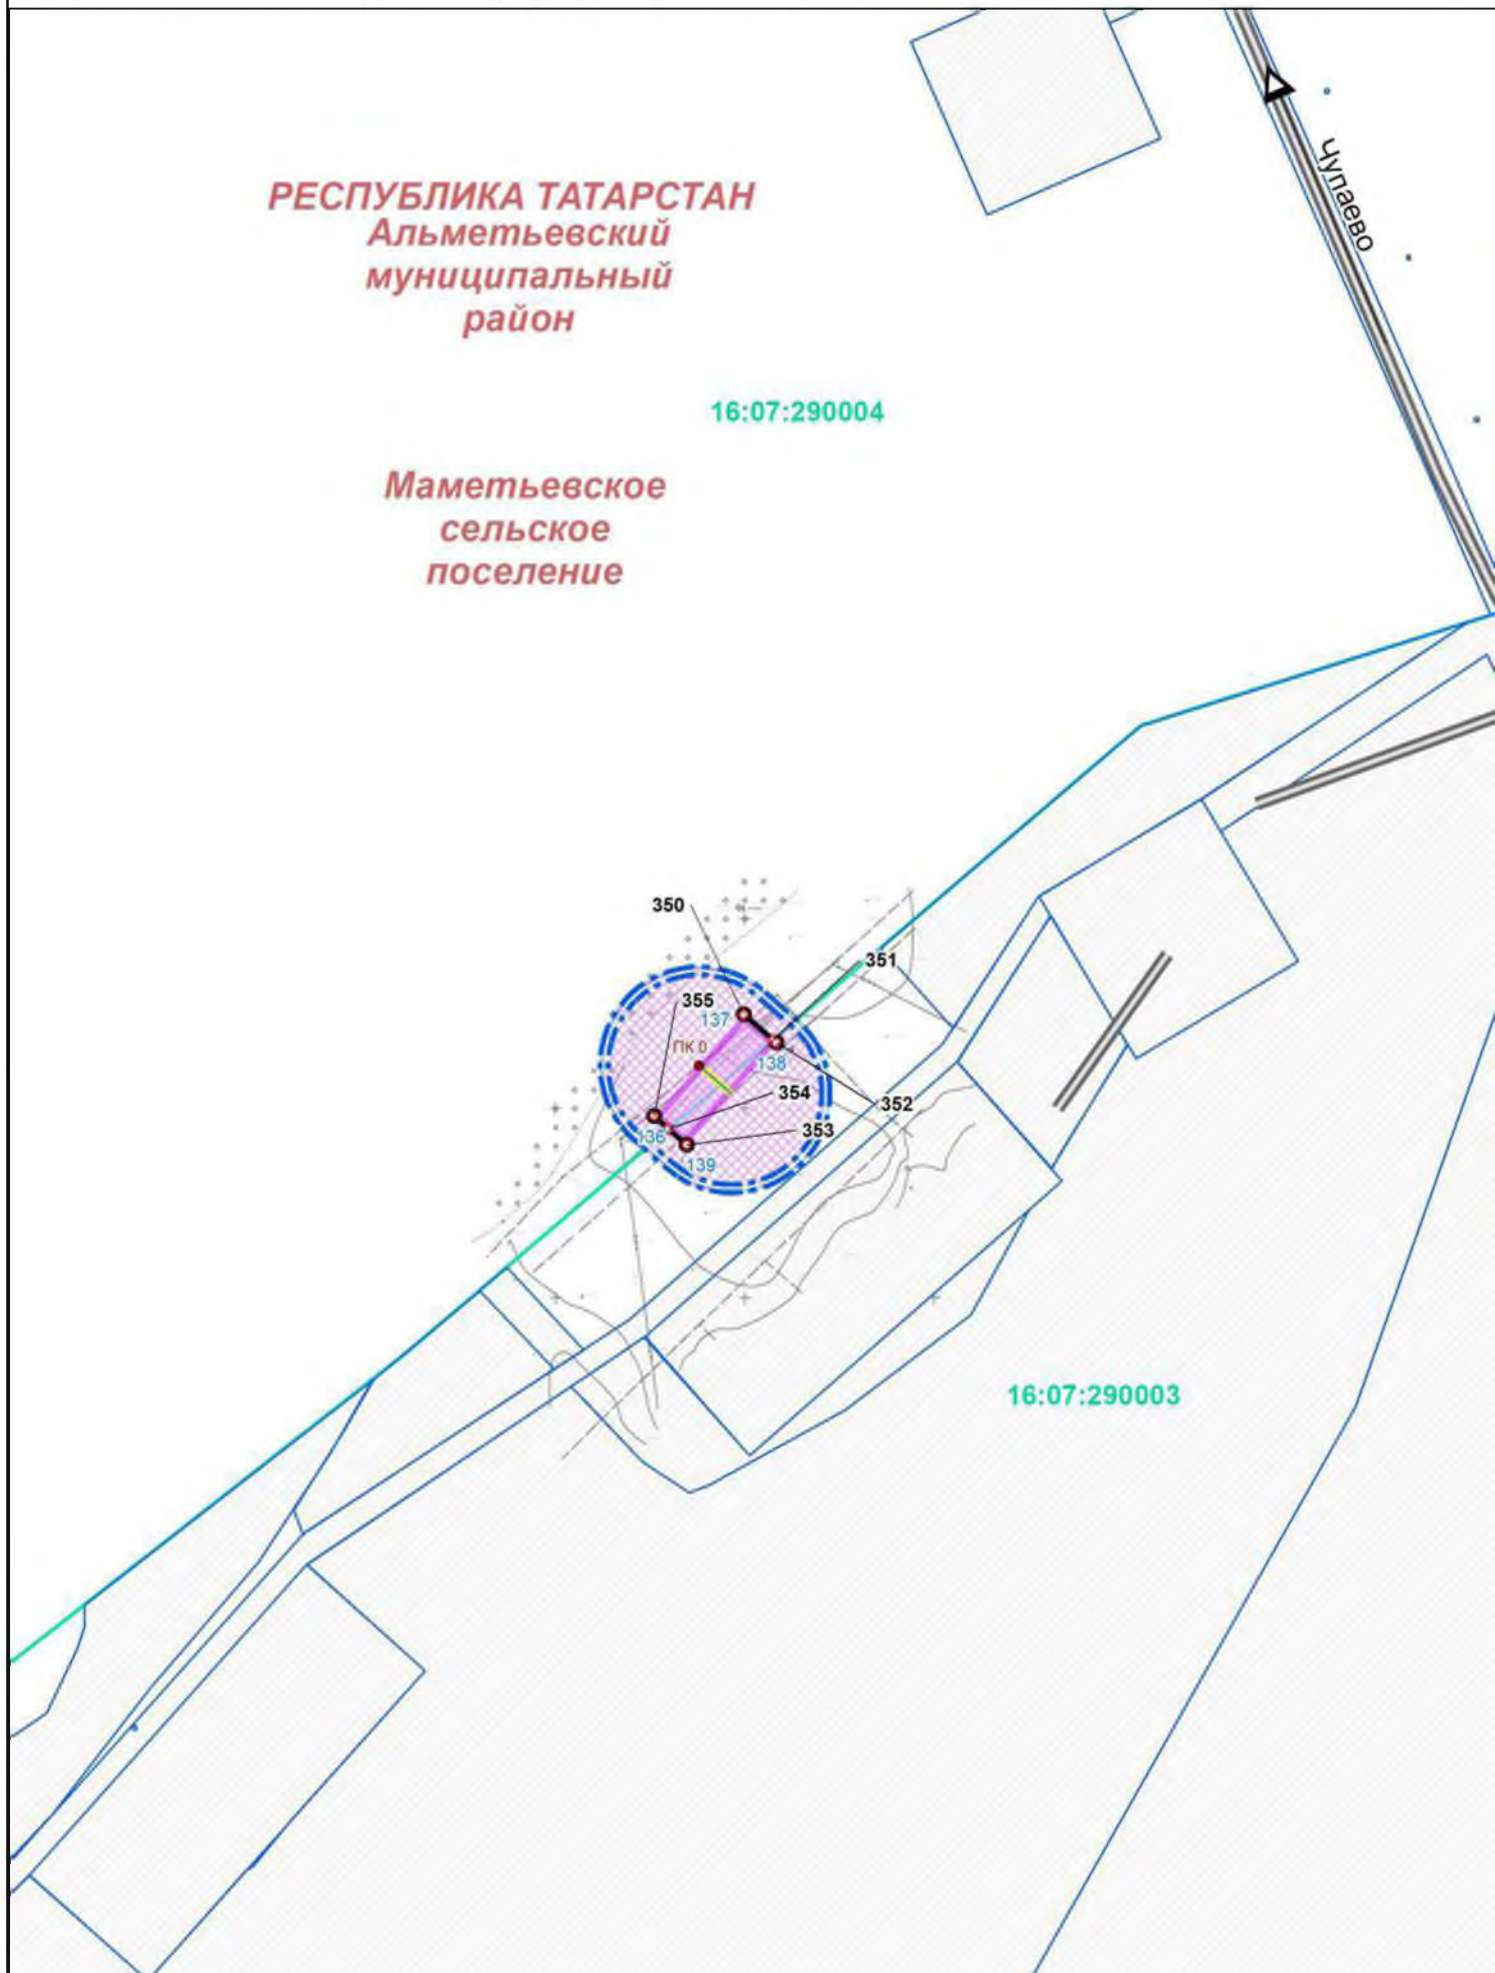 Чупаево
РЕСПУБЛИКА ТАТАРСТАН
Альметьевский
муниципальный
район
16:07:290004
Маметьевское
сельское
поселение
350
351
355
137
ПК 0
138
354
352
353
136
139
16:07:290003